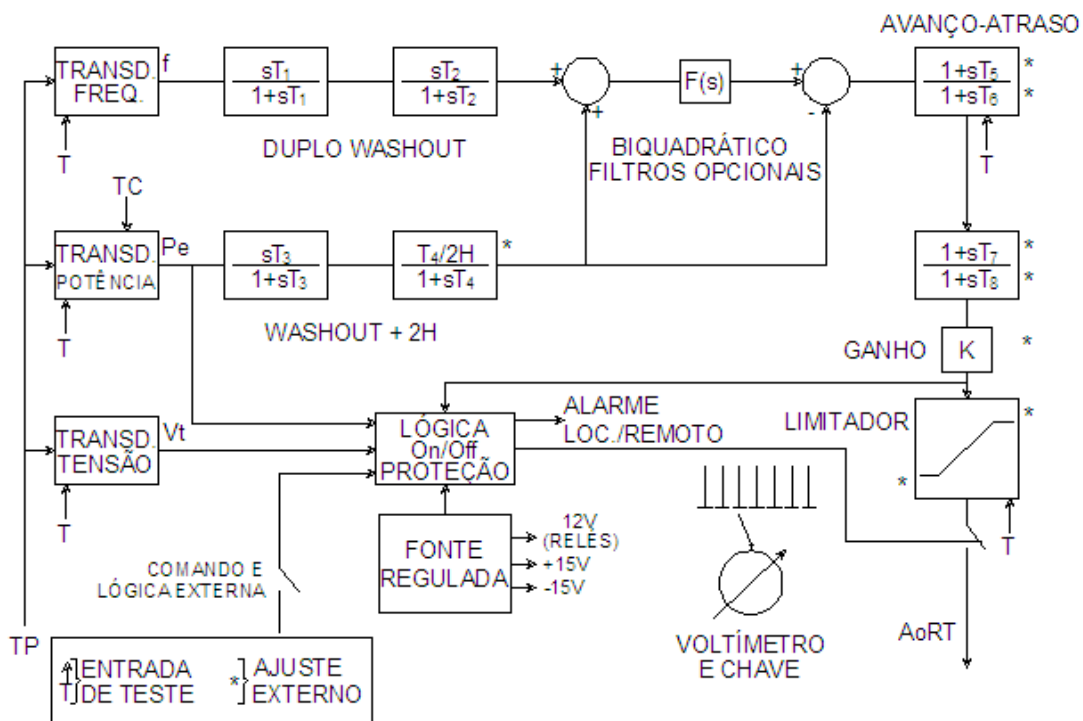 AVANÇO-ATRASO
TRANSD.
FREQ.
f
sT1
1+sT1
sT2
1+sT2
+
+
F(s)
+
-
1+sT5
1+sT6
*
*
T
DUPLO WASHOUT
BIQUADRÁTICO
FILTROS OPCIONAIS
T
TC
TRANSD.
POTÊNCIA
Pe
sT3
1+sT3
T4/2H
1+sT4
*
1+sT7
1+sT8
*
*
T
WASHOUT + 2H
GANHO
K
*
TRANSD.
TENSÃO
Vt
LÓGICA
On/Off
PROTEÇÃO
ALARME
LOC./REMOTO
LIMITADOR
*
*
T
T
FONTE
REGULADA
12V
(RELÉS)
+15V
-15V
COMANDO E
LÓGICA EXTERNA
VOLTÍMETRO
E CHAVE
AoRT
TP
T
ENTRADA
DE TESTE
*
AJUSTE
EXTERNO